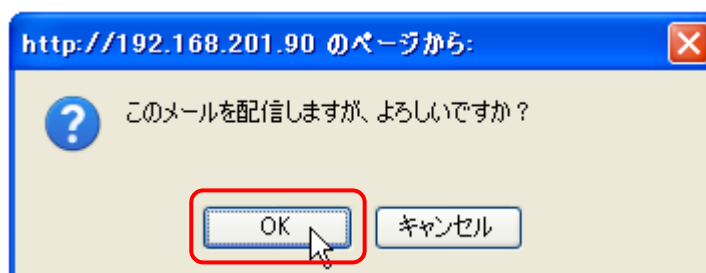 http://192.168.201.90 のページから:
このメールを配信しますが、よろしいですか？
OK
キャンセル